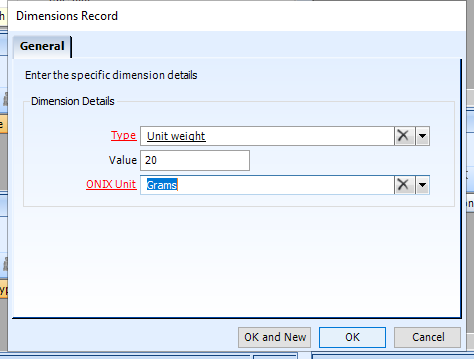 Dimensions Record
General
Enter the specific dimension details
Dimension Details
Type Unit weight
Value 20
ONIX Unit Grams
OK and New OK Cancel